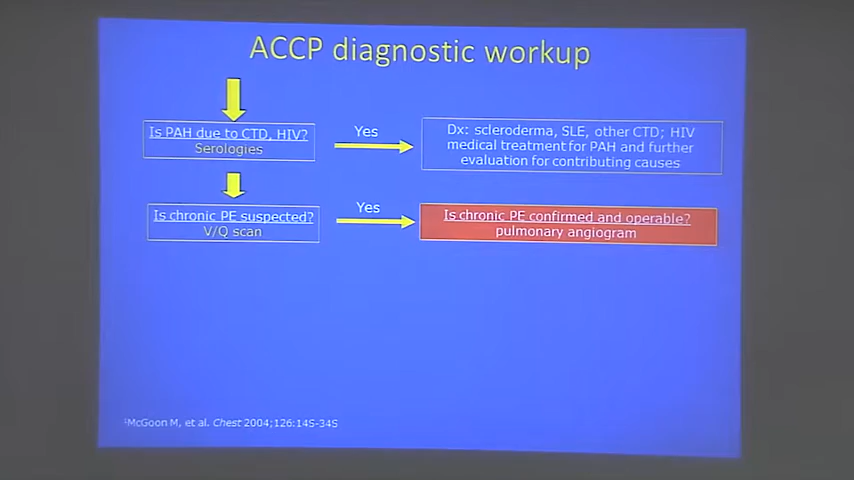 ACCP diagnostic workup
Is PAH due to CTD, HIV?
Serologies
Yes
Dx: scleroderma, SLE, other CTD; HIV
medical treatment for PAH and further
evaluation for contributing causes
Is chronic PE suspected?
V/Q scan
Yes
Is chronic PE confirmed and operable?
pulmonary angiogram
¹McGoon M, et al. Chest 2004;126:14S-34S